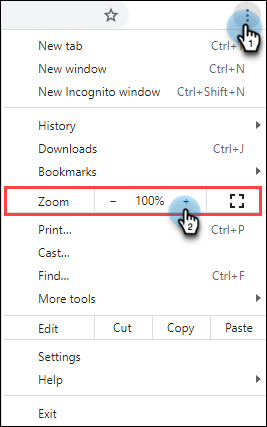 1
New tab Ctrl+
New window Ctrl+N
New Incognito window Ctrl+Shift+N
History
Downloads Ctrl+J
Bookmarks
Zoom − 100% +
2
Print... Ctrl+P
Cast...
Find... Ctrl+F
More tools
Edit Cut Copy Paste
Settings
Help
Exit